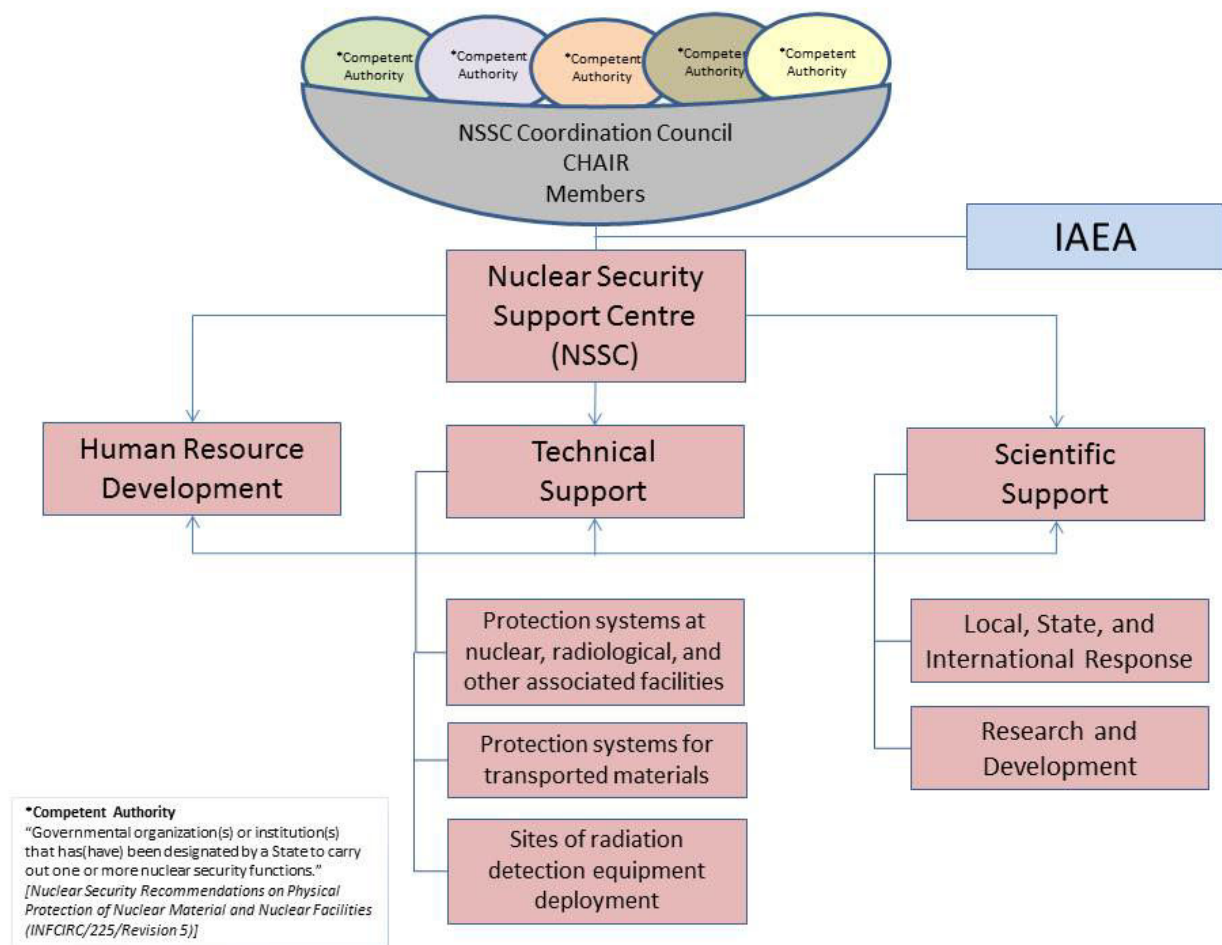 *Competent
Authority
*Competent
Authority
*Competent
Authority
*Competent
Authority
*Competent
Authority
NSSC Coordination Council
CHAIR
Members
IAEA
Nuclear Security
Support Centre
(NSSC)
Human Resource
Development
Technical
Support
Scientific
Support
Protection systems at
nuclear, radiological, and
other associated facilities
Local, State, and
International Response
Protection systems for
transported materials
Research and
Development
Sites of radiation
detection equipment
deployment
*Competent Authority
“Governmental organization(s) or institution(s)
that has(have) been designated by a State to carry
out one or more nuclear security functions.”
[Nuclear Security Recommendations on Physical
Protection of Nuclear Material and Nuclear Facilities
(INFCIRC/225/Revision 5)]